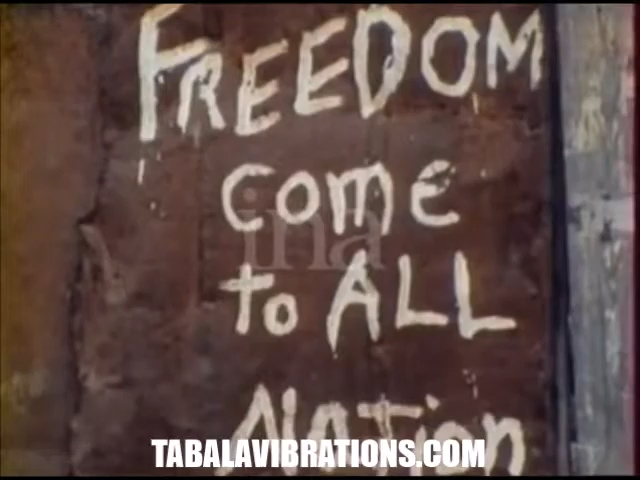 FREEDOM
come
ina
to ALL
Nation
TABALAVIBRATIONS.COM